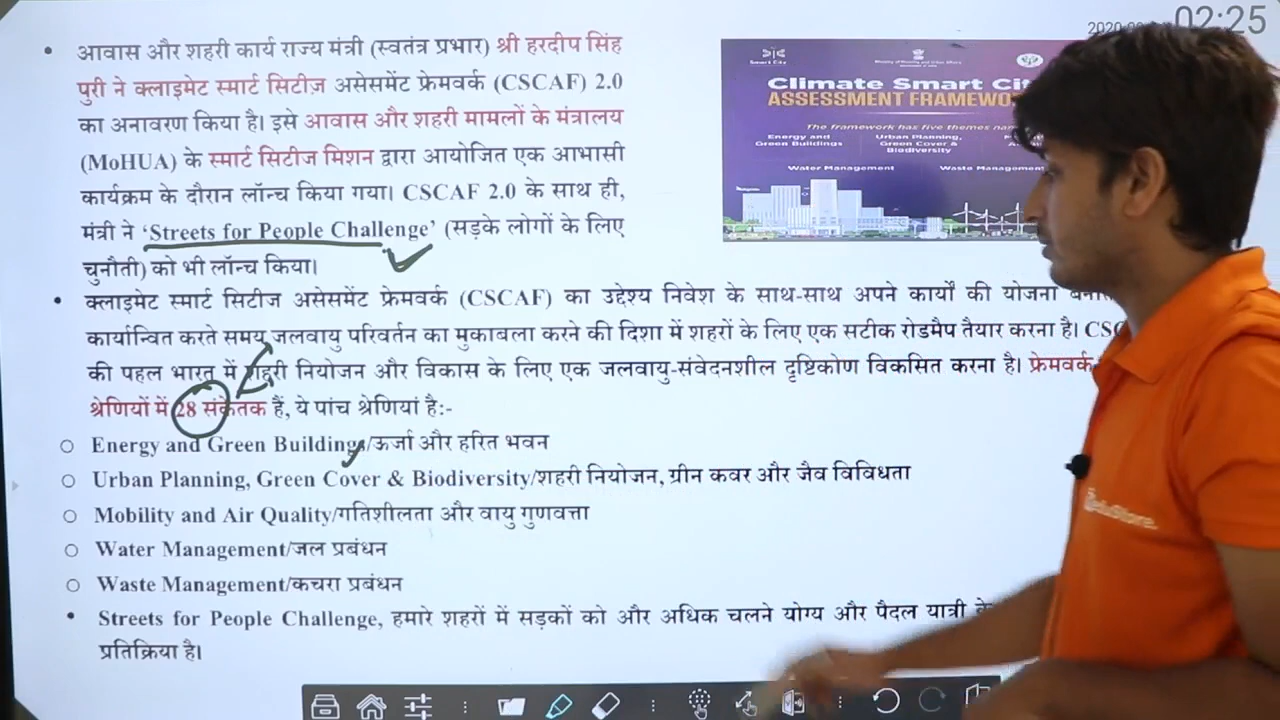 02:25
आवास और शहरी कार्य राज्य मंत्री (स्वतंत्र प्रभार) श्री हरदीप सिंह
पुरी ने क्लाइमेट स्मार्ट सिटीज़ असेसमेंट फ्रेमवर्क (CSCAF) 2.0
का अनावरण किया है। इसे आवास और शहरी मामलों के मंत्रालय
(MoHUA) के स्मार्ट सिटीज मिशन द्वारा आयोजित एक आभासी
कार्यक्रम के दौरान लॉन्च किया गया। CSCAF 2.0 के साथ ही,
मंत्री ने ‘Streets for People Challenge’ (सड़के लोगों के लिए
चुनौती) को भी लॉन्च किया।
Smart City
Climate Smart
ASSESSMENT
The framework has five themes
Energy and
Green Buildings
Urban Planning,
Green Cover &
Biodiversity
Water Management
Waste Management
क्लाइमेट स्मार्ट सिटीज असेसमेंट फ्रेमवर्क (CSCAF) का उद्देश्य निवेश के साथ-साथ अपने कार्यों की योजना
कार्यान्वित करते समय जलवायु परिवर्तन का मुकाबला करने की दिशा में शहरों के लिए एक सटीक रोडमैप तैयार करना है।
की पहल भारत में शहरी नियोजन और विकास के लिए एक जलवायु-संवेदनशील दृष्टिकोण विकसित करना है। फ्रेमवर्क
श्रेणियों में 28 संकेतक हैं, ये पांच श्रेणियां है:-
Energy and Green Buildings/ऊर्जा और हरित भवन
Urban Planning, Green Cover & Biodiversity/शहरी नियोजन, ग्रीन कवर और जैव विविधता
Mobility and Air Quality/गतिशीलता और वायु गुणवत्ता
Water Management/जल प्रबंधन
Waste Management/कचरा प्रबंधन
Streets for People Challenge, हमारे शहरों में सड़कों को और अधिक चलने योग्य और पैदल यात्री
प्रतिक्रिया है।